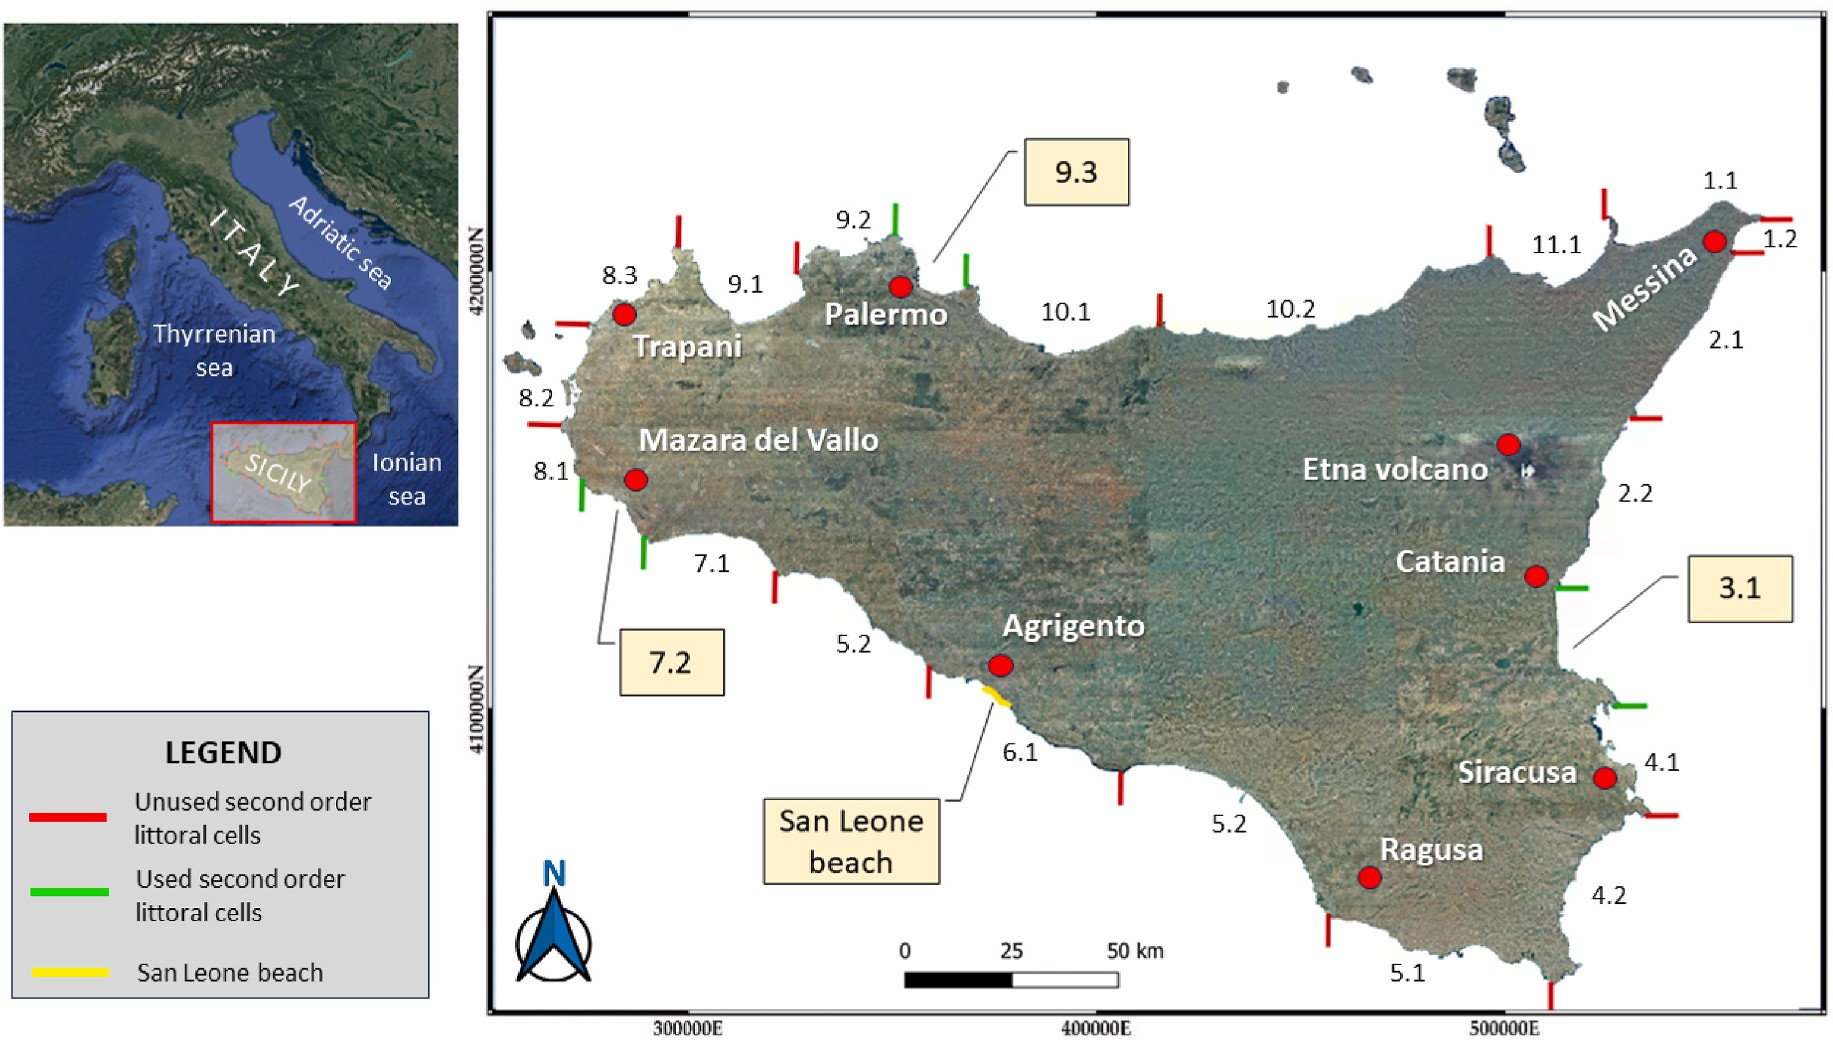 ITALY
Adriatic sea
Thyrrenian
sea
Ionian
sea
SICILY
LEGEND
Unused second order
littoral cells
Used second order
littoral cells
San Leone beach
4200000N
4100000N
300000E
400000E
500000E
9.3
1.1
1.2
9.2
11.1
8.3
9.1
10.1
10.2
Messina
2.1
Palermo
Trapani
8.2
Mazara del Vallo
8.1
Etna volcano
2.2
7.1
Catania
3.1
7.2
5.2
Agrigento
6.1
San Leone
beach
Siracusa
4.1
5.2
Ragusa
4.2
5.1
N
0 25 50 km